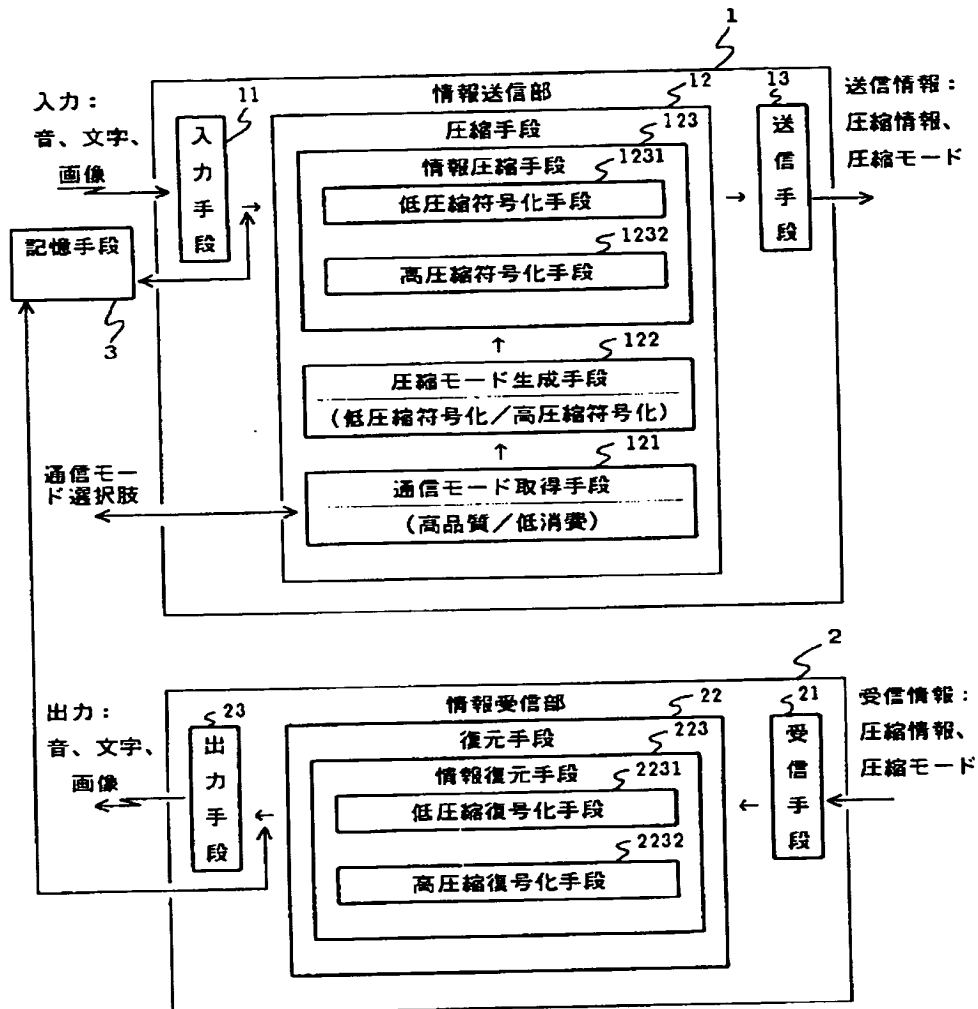 1
情報送信部
入力：
音、文字、
画像
11
入力手段
12
圧縮手段
123
情報圧縮手段
1231
低圧縮符号化手段
1232
高圧縮符号化手段
→
→
13
送信手段
送信情報：
圧縮情報、
圧縮モード
記憶手段
3
↑
122
圧縮モード生成手段
(低圧縮符号化／高圧縮符号化)
↑
121
通信モード取得手段
(高品質／低消費)
通信モー
ド選択肢
2
情報受信部
出力：
音、文字、
画像
23
出力手段
←
22
復元手段
223
情報復元手段
2231
低圧縮復号化手段
2232
高圧縮復号化手段
←
21
受信手段
受信情報：
圧縮情報、
圧縮モード